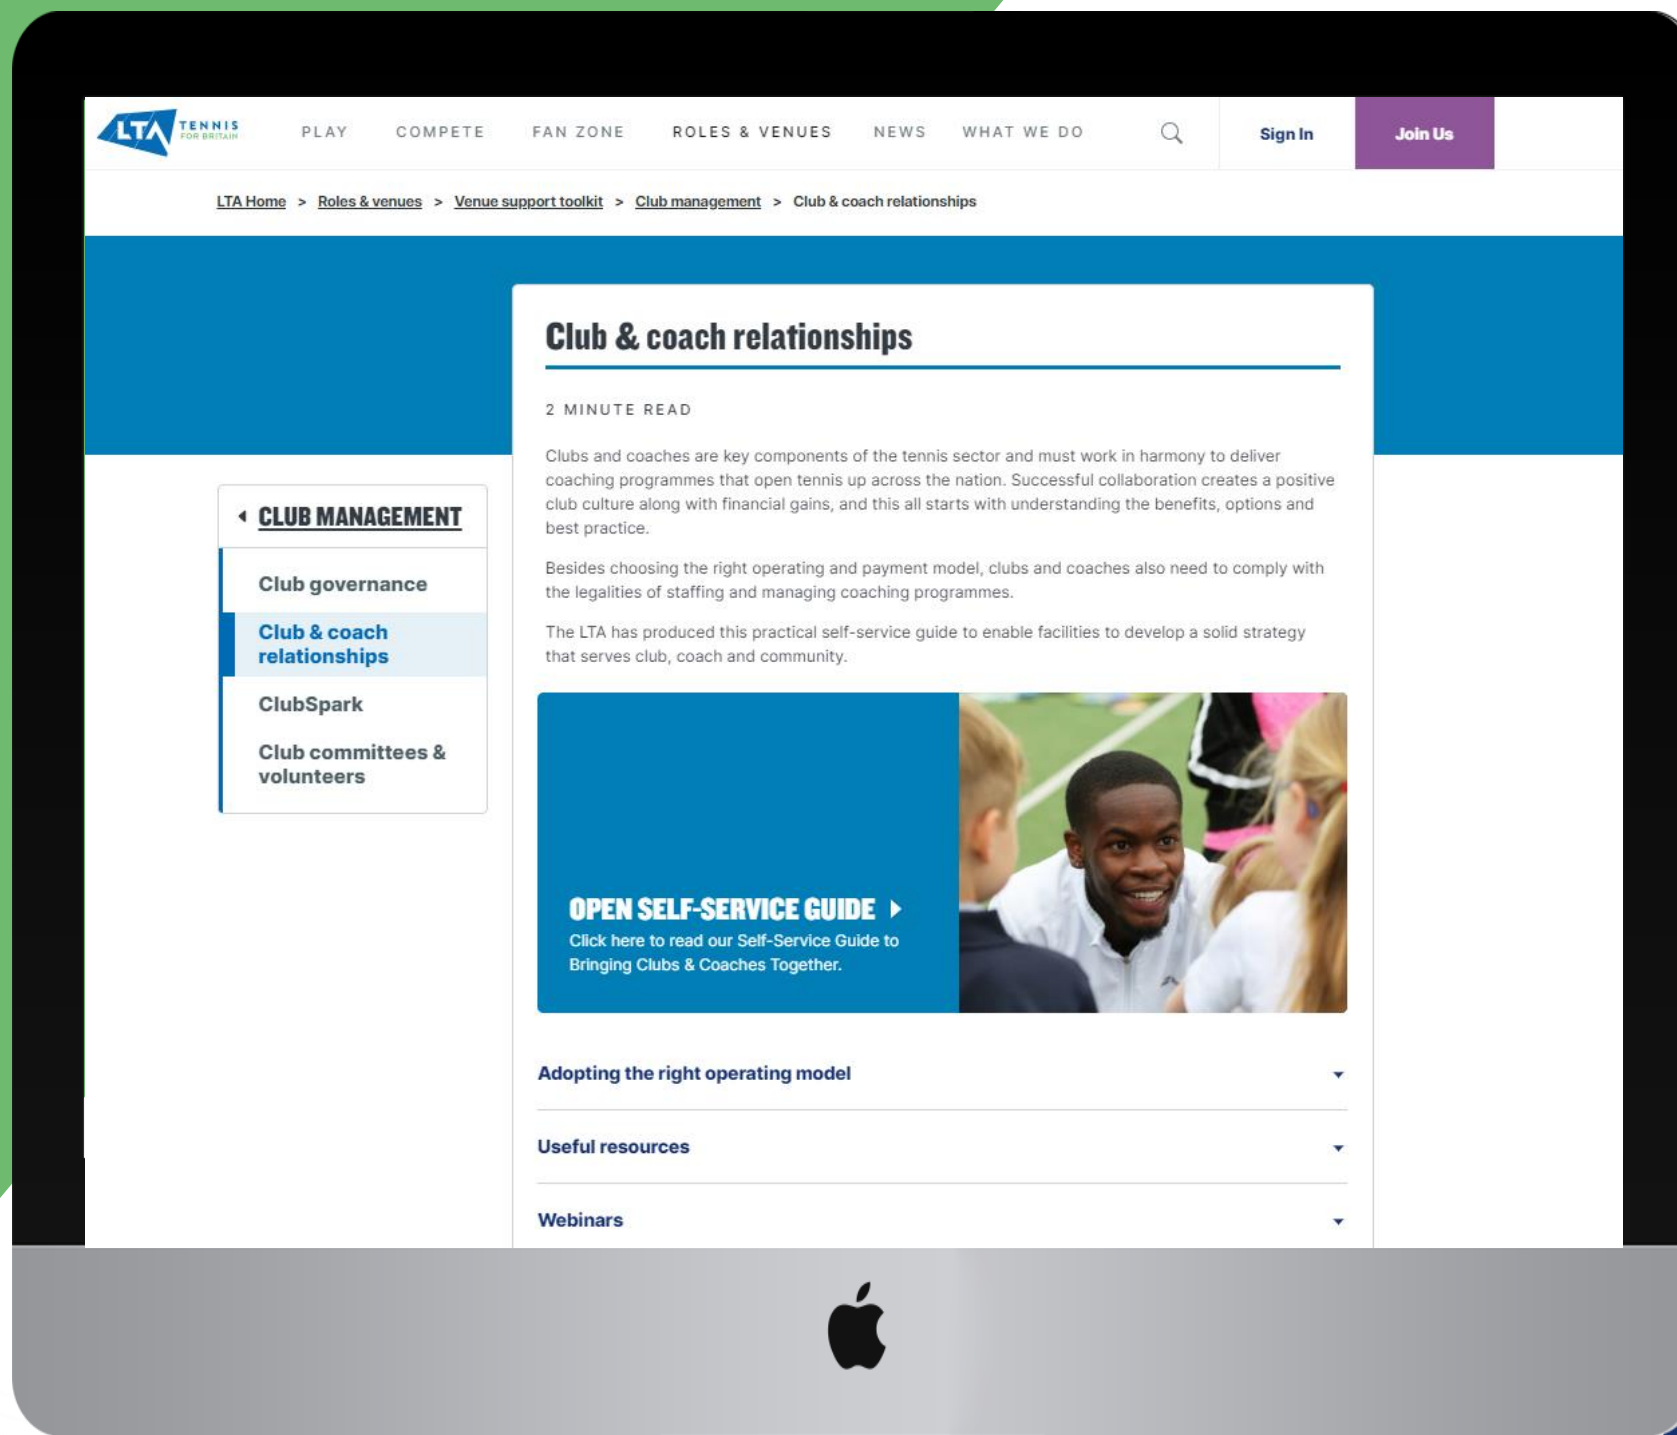 LTA TENNIS
FOR BRITAIN
PLAY COMPETE FAN ZONE ROLES & VENUES NEWS WHAT WE DO Sign In Join Us
LTA Home > Roles & venues > Venue support toolkit > Club management > Club & coach relationships
CLUB MANAGEMENT
Club governance
Club & coach
relationships
ClubSpark
Club committees &
volunteers
Club & coach relationships
2 MINUTE READ
Clubs and coaches are key components of the tennis sector and must work in harmony to deliver
coaching programmes that open tennis up across the nation. Successful collaboration creates a positive
club culture along with financial gains, and this all starts with understanding the benefits, options and
best practice.
Besides choosing the right operating and payment model, clubs and coaches also need to comply with
the legalities of staffing and managing coaching programmes.
The LTA has produced this practical self-service guide to enable facilities to develop a solid strategy
that serves club, coach and community.
OPEN SELF-SERVICE GUIDE
Click here to read our Self-Service Guide to
Bringing Clubs & Coaches Together.
Adopting the right operating model
Useful resources
Webinars